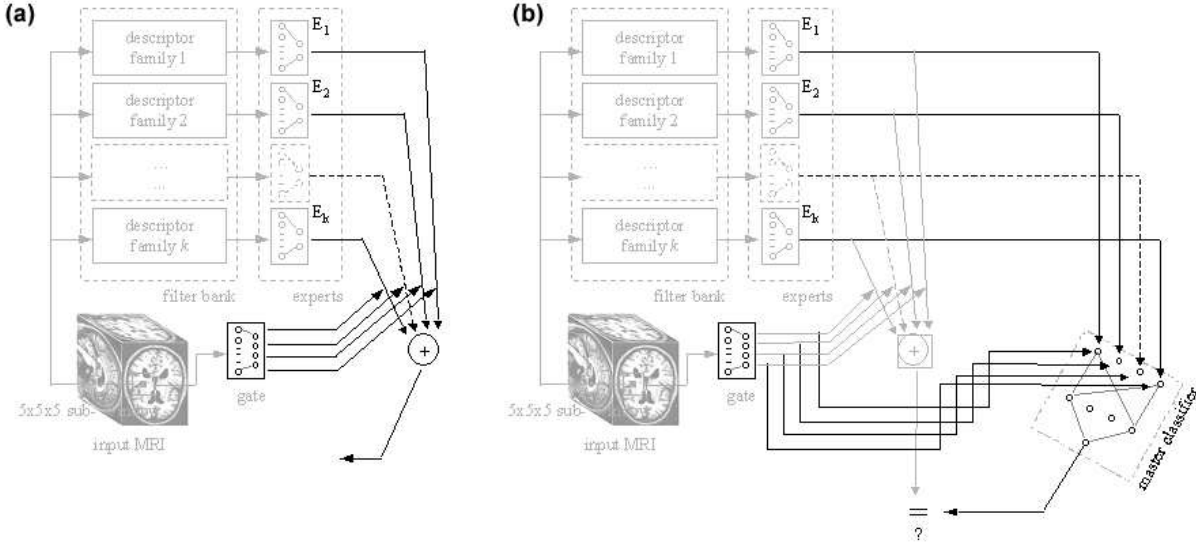 (a)
descriptor
family 1
E1
descriptor
family 2
E2
...
...
descriptor
family k
Ek
filter bank
experts
+
gate
5x5x5 sub-
input MRI
(b)
descriptor
family 1
E1
descriptor
family 2
E2
...
...
descriptor
family k
Ek
filter bank
experts
+
gate
5x5x5 sub-
input MRI
master classifier
=
?